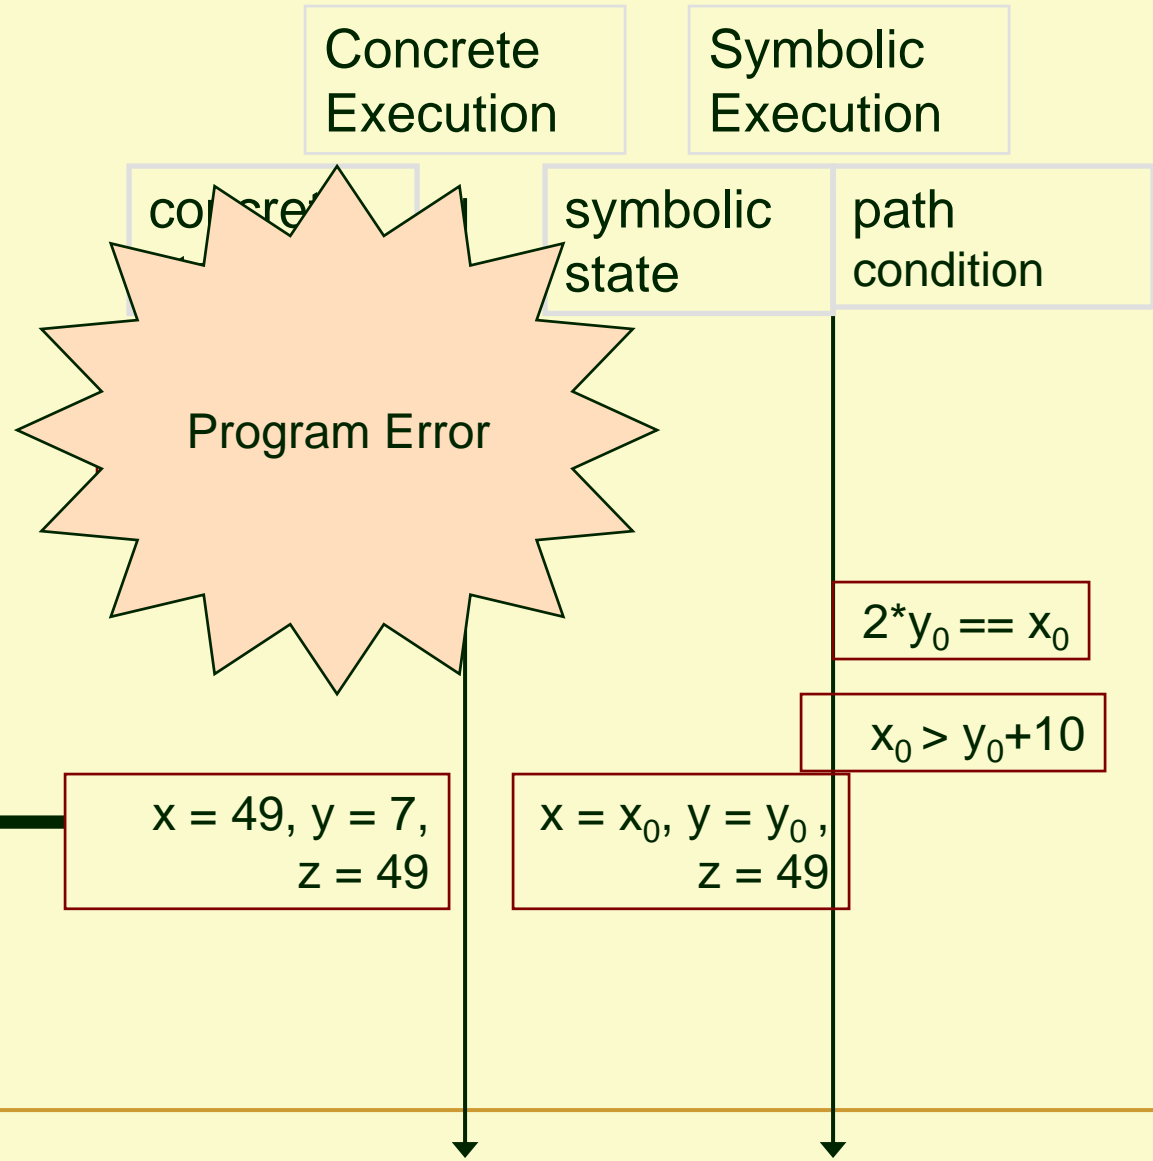 Concrete
Execution
Symbolic
Execution
symbolic
state
path
condition
Program Error
2*y₀ == x₀
x₀ > y₀+10
x = 49, y = 7,
z = 49
x = x₀, y = y₀ ,
z = 49